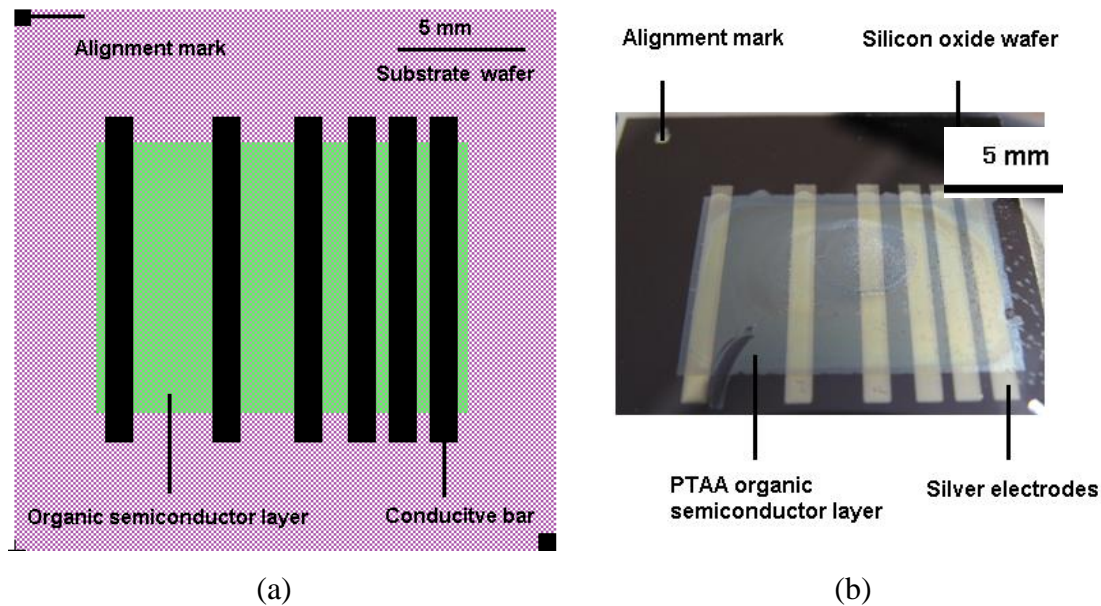 5 mm
Alignment mark
Substrate wafer
Organic semiconductor layer
Conducitve bar
(a)
Alignment mark
Silicon oxide wafer
5 mm
PTAA organic
semiconductor layer
Silver electrodes
(b)